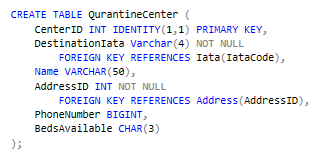 CREATE TABLE QurantineCenter (
CenterID INT IDENTITY(1,1) PRIMARY KEY,
DestinationIata Varchar(4) NOT NULL
FOREIGN KEY REFERENCES Iata(IataCode),
Name VARCHAR(50),
AddressID INT NOT NULL
FOREIGN KEY REFERENCES Address(AddressID),
PhoneNumber BIGINT,
BedsAvailable CHAR(3)
);